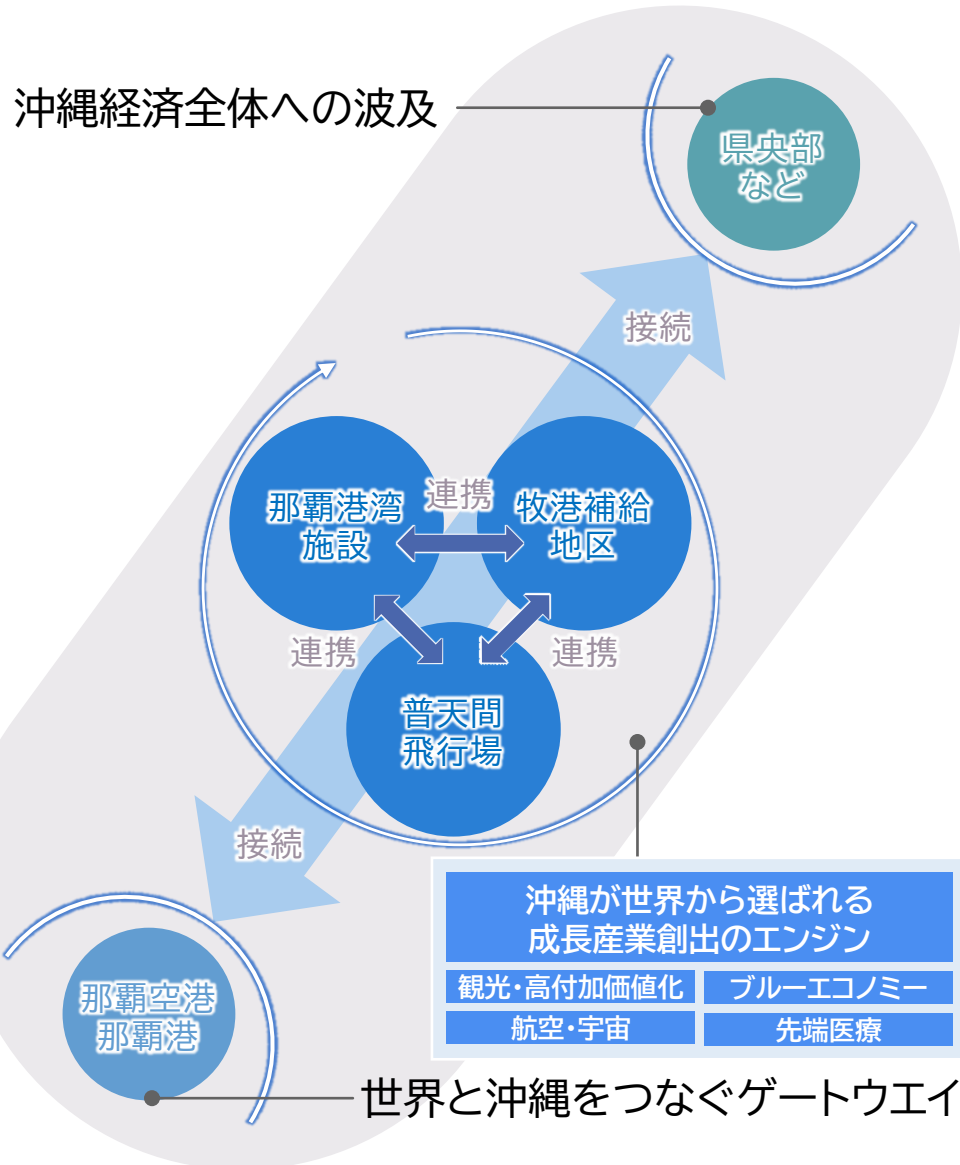 沖縄経済全体への波及
県央部
など
接続
連携
那覇港湾
施設
牧港補給
地区
連携
連携
普天間
飛行場
接続
沖縄が世界から選ばれる
成長産業創出のエンジン
観光・高付加価値化
ブルーエコノミー
航空・宇宙
先端医療
那覇空港
那覇港
世界と沖縄をつなぐゲートウエイ